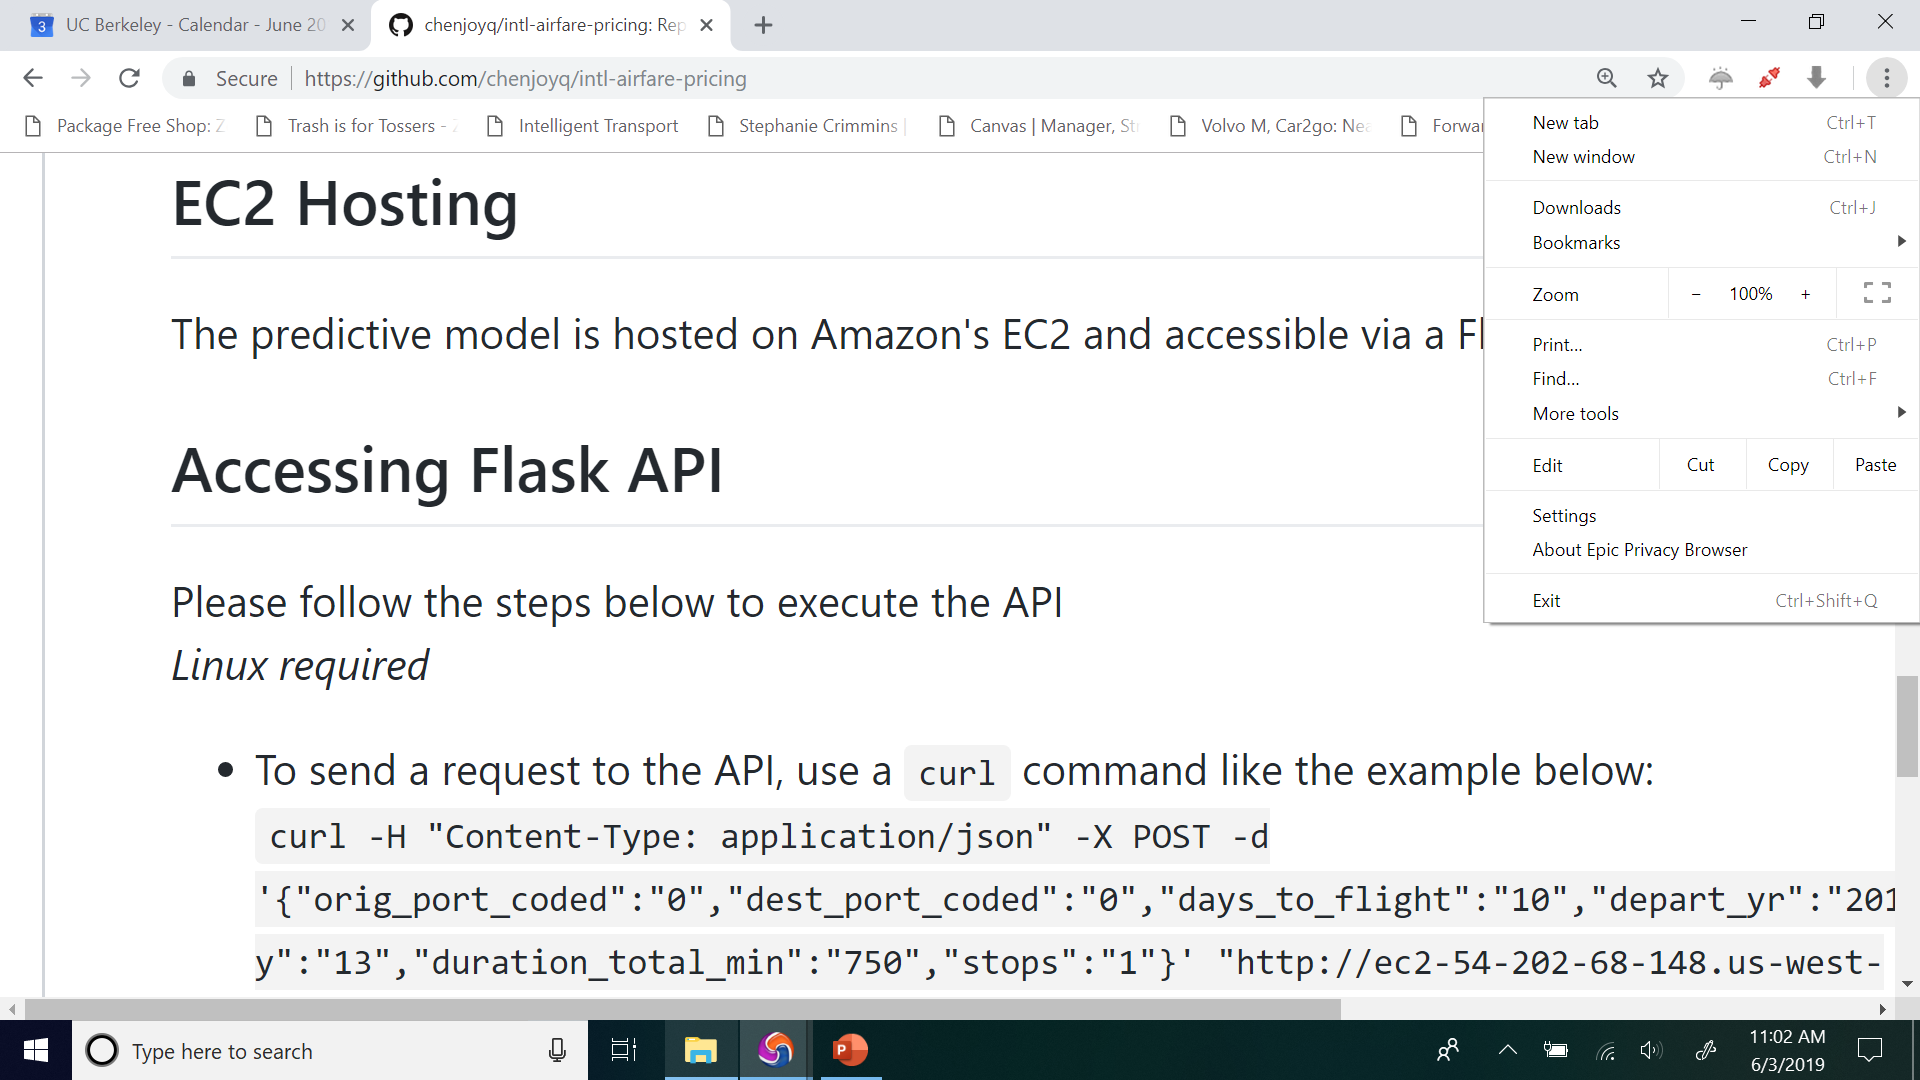 3 UC Berkeley - Calendar - June 20
chenjoyq/intl-airfare-pricing: Rep
Secure https://github.com/chenjoyq/intl-airfare-pricing
Package Free Shop: Z
Trash is for Tossers -
Intelligent Transport
Stephanie Crimmins |
Canvas | Manager, St
Volvo M, Car2go: Nea
Forwa
New tab Ctrl+T
New window Ctrl+N
Downloads Ctrl+J
Bookmarks
Zoom − 100% +
Print... Ctrl+P
Find... Ctrl+F
More tools
Edit Cut Copy Paste
Settings
About Epic Privacy Browser
Exit Ctrl+Shift+Q
EC2 Hosting
The predictive model is hosted on Amazon's EC2 and accessible via a Fl
Accessing Flask API
Please follow the steps below to execute the API
Linux required
• To send a request to the API, use a curl command like the example below:
curl -H "Content-Type: application/json" -X POST -d
'{"orig_port_coded":"0","dest_port_coded":"0","days_to_flight":"10","depart_yr":"201
y":"13","duration_total_min":"750","stops":"1"}' "http://ec2-54-202-68-148.us-west-
Type here to search
P
11:02 AM
6/3/2019